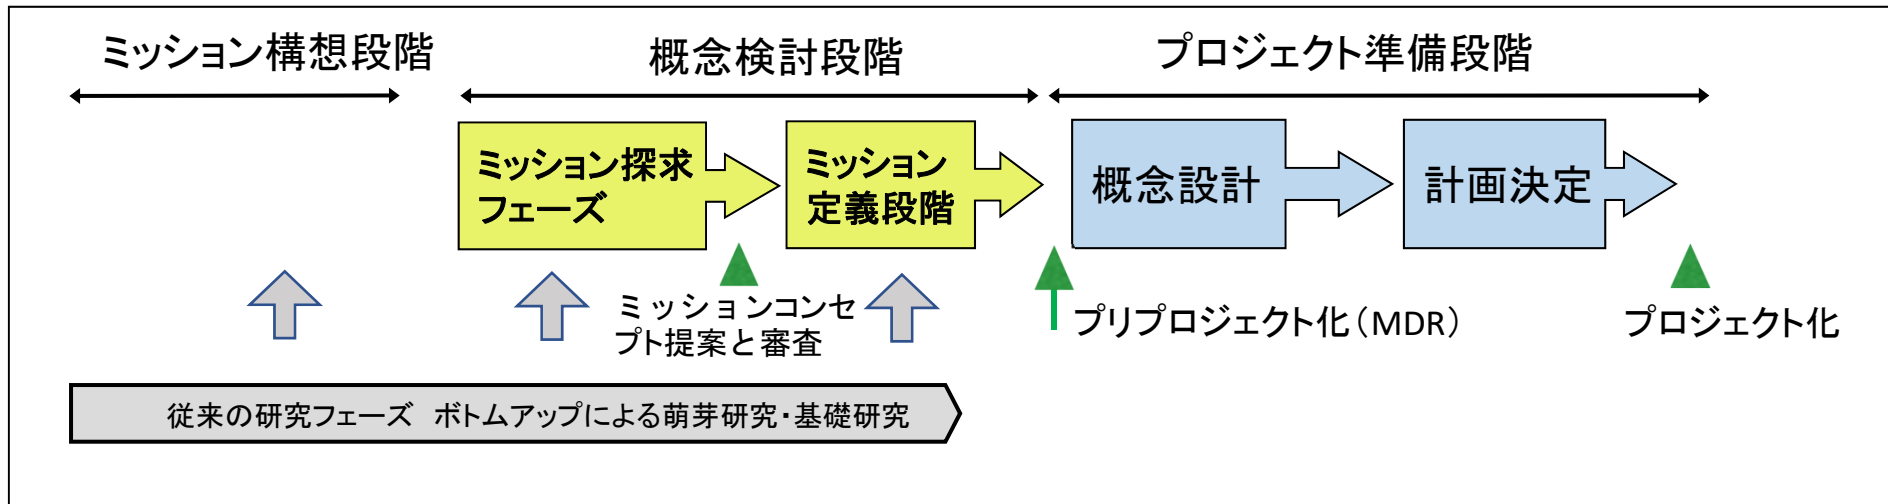 ミッション構想段階
概念検討段階
プロジェクト準備段階
ミッション探求
フェーズ
ミッション
定義段階
概念設計
計画決定
ミッションコンセ
プト提案と審査
プリプロジェクト化（MDR）
プロジェクト化
従来の研究フェーズ　ボトムアップによる萌芽研究・基礎研究